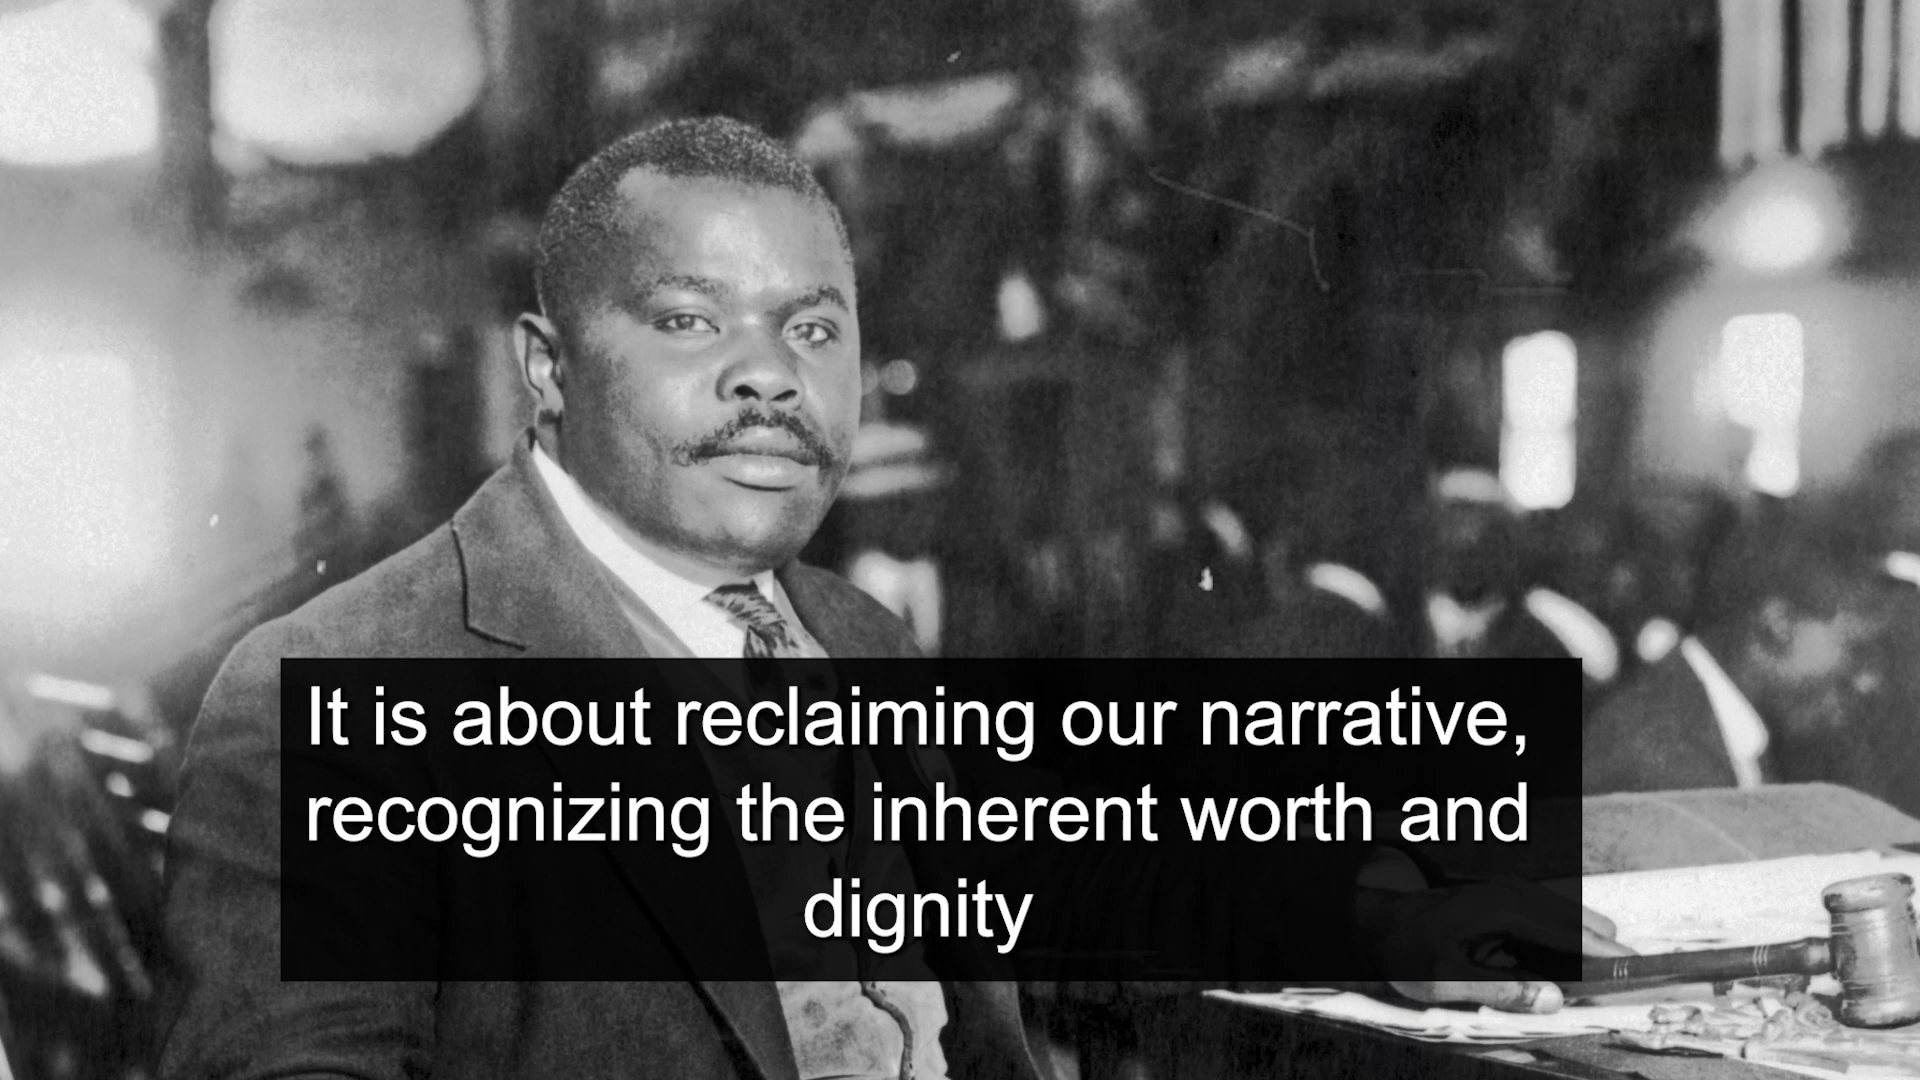 It is about reclaiming our narrative,
recognizing the inherent worth and
dignity